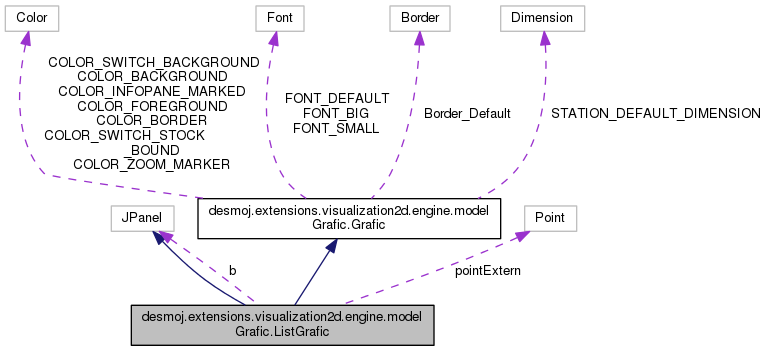 Color
Font
Border
Dimension
COLOR_SWITCH_BACKGROUND
COLOR_BACKGROUND
COLOR_INFOPANE_MARKED
COLOR_FOREGROUND
COLOR_BORDER
COLOR_SWITCH_STOCK
_BOUND
COLOR_ZOOM_MARKER
FONT_DEFAULT
FONT_BIG
FONT_SMALL
Border_Default
STATION_DEFAULT_DIMENSION
JPanel
desmoj.extensions.visualization2d.engine.model
Grafic.Grafic
Point
b
pointExtern
desmoj.extensions.visualization2d.engine.model
Grafic.ListGrafic